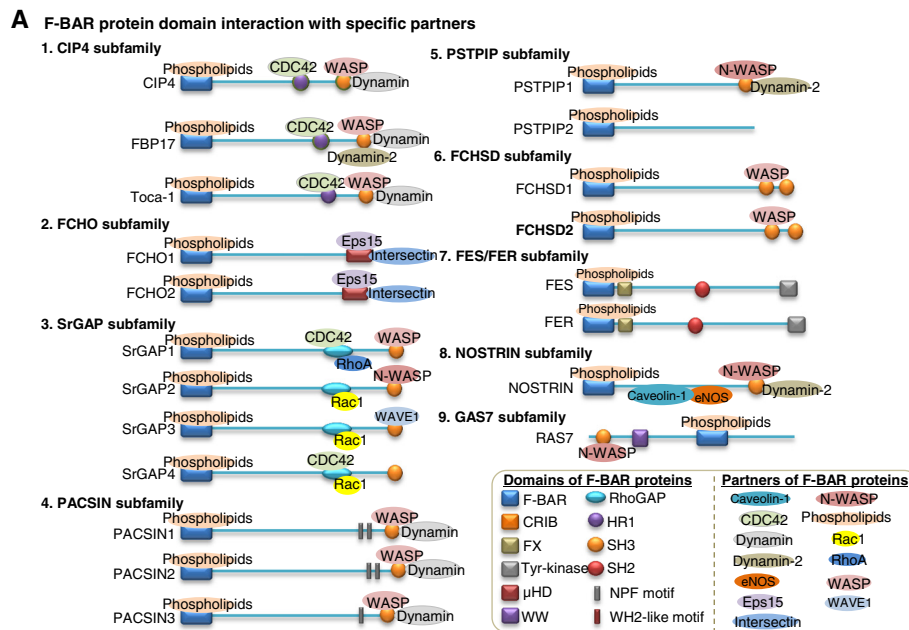 A F-BAR protein domain interaction with specific partners
1. CIP4 subfamily
Phospholipids CDC42 WASP
CIP4 Dynamin
Phospholipids CDC42 WASP
FBP17 Dynamin
Dynamin-2
Phospholipids CDC42 WASP
Toca-1 Dynamin
2. FCHO subfamily
Phospholipids Eps15
FCHO1 Intersectin
Phospholipids Eps15
FCHO2 Intersectin
3. SrGAP subfamily
Phospholipids CDC42 WASP
SrGAP1
RhoA
Phospholipids N-WASP
SrGAP2
Rac1
Phospholipids WAVE1
SrGAP3
Rac1
Phospholipids CDC42
SrGAP4
Rac1
4. PACSIN subfamily
Phospholipids WASP
PACSIN1 Dynamin
Phospholipids WASP
PACSIN2 Dynamin
Phospholipids WASP
PACSIN3 Dynamin
5. PSTPIP subfamily
Phospholipids N-WASP
PSTPIP1 Dynamin-2
Phospholipids
PSTPIP2
6. FCHSD subfamily
Phospholipids WASP
FCHSD1
Phospholipids WASP
FCHSD2
7. FES/FER subfamily
Phospholipids
FES
Phospholipids
FER
8. NOSTRIN subfamily
Phospholipids N-WASP
NOSTRIN Dynamin-2
Caveolin-1 eNOS
9. GAS7 subfamily
Phospholipids
RAS7
N-WASP
Domains of F-BAR proteins
F-BAR RhoGAP
CRIB HR1
FX SH3
Tyr-kinase SH2
µHD NPF motif
WW WH2-like motif
Partners of F-BAR proteins
Caveolin-1 N-WASP
CDC42 Phospholipids
Dynamin Rac1
Dynamin-2 RhoA
eNOS WASP
Eps15 WAVE1
Intersectin